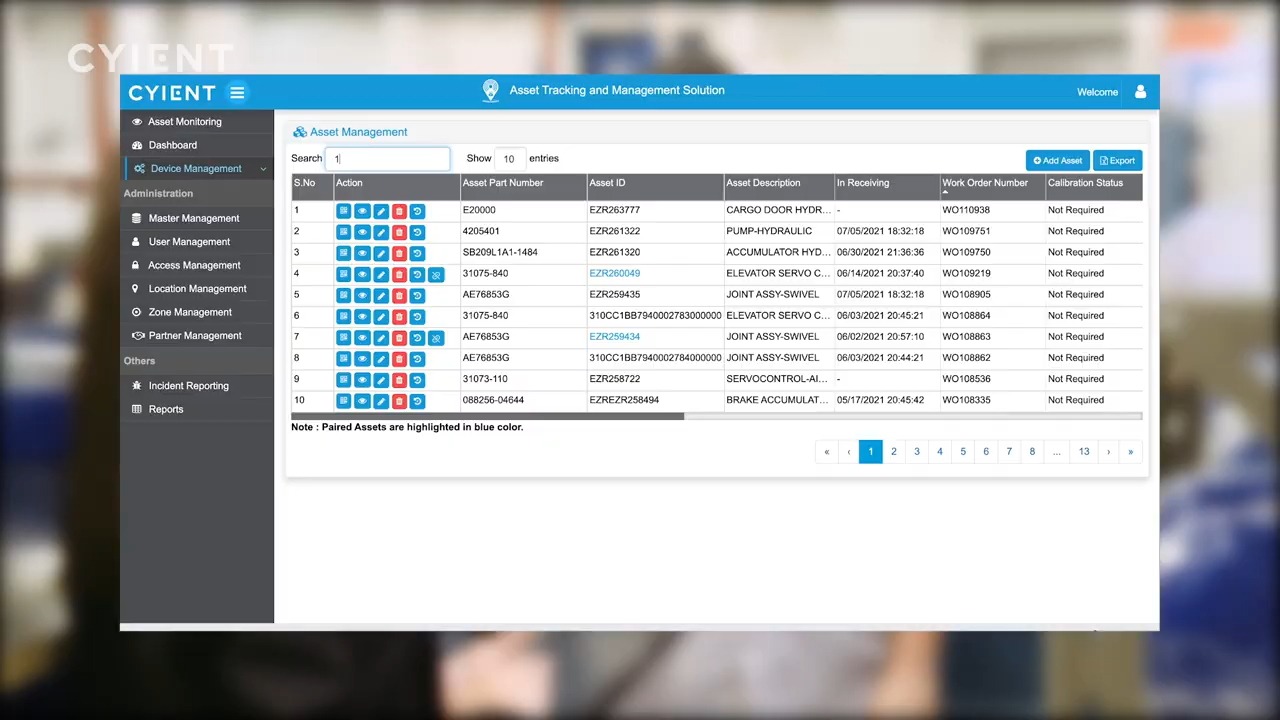 CYIENT
CYIENT
Asset Tracking and Management Solution
Welcome
Asset Monitoring
Dashboard
Device Management
Administration
Master Management
User Management
Access Management
Location Management
Zone Management
Partner Management
Others
Incident Reporting
Reports
Asset Management
Search 1 Show 10 entries Add Asset Export
S.No Action Asset Part Number Asset ID Asset Description In Receiving Work Order Number Calibration Status
1 E20000 EZR263777 CARGO DOOR HYDR... - WO110938 Not Required
2 4205401 EZR261322 PUMP-HYDRAULIC 07/05/2021 18:32:18 WO109751 Not Required
3 SB209L1A1-1484 EZR261320 ACCUMULATOR HYD... 06/30/2021 21:36:36 WO109750 Not Required
4 31075-840 EZR260049 ELEVATOR SERVO C... 06/14/2021 20:37:40 WO109219 Not Required
5 AE76853G EZR259435 JOINT ASSY-SWIVEL 07/05/2021 18:32:18 WO108905 Not Required
6 31075-840 310CC1BB7940002783000000 ELEVATOR SERVO C... 06/03/2021 20:45:21 WO108864 Not Required
7 AE76853G EZR259434 JOINT ASSY-SWIVEL 06/02/2021 20:57:10 WO108863 Not Required
8 AE76853G 310CC1BB7940002784000000 JOINT ASSY-SWIVEL 06/03/2021 20:44:21 WO108862 Not Required
9 31073-110 EZR258722 SERVOCONTROL-AI... - WO108536 Not Required
10 088256-04644 EZREZR258494 BRAKE ACCUMULAT... 05/17/2021 20:45:42 WO108335 Not Required
Note : Paired Assets are highlighted in blue color.
« ‹ 1 2 3 4 5 6 7 8 ... 13 › »